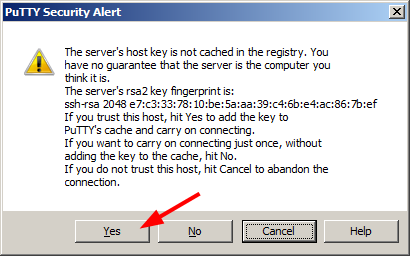 PuTTY Security Alert
The server's host key is not cached in the registry. You
have no guarantee that the server is the computer you
think it is.
The server's rsa2 key fingerprint is:
ssh-rsa 2048 e7:c3:33:78:10:be:5a:aa:39:c4:6b:e4:ac:86:7b:ef
If you trust this host, hit Yes to add the key to
PuTTY's cache and carry on connecting.
If you want to carry on connecting just once, without
adding the key to the cache, hit No.
If you do not trust this host, hit Cancel to abandon the
connection.
Yes
No
Cancel
Help